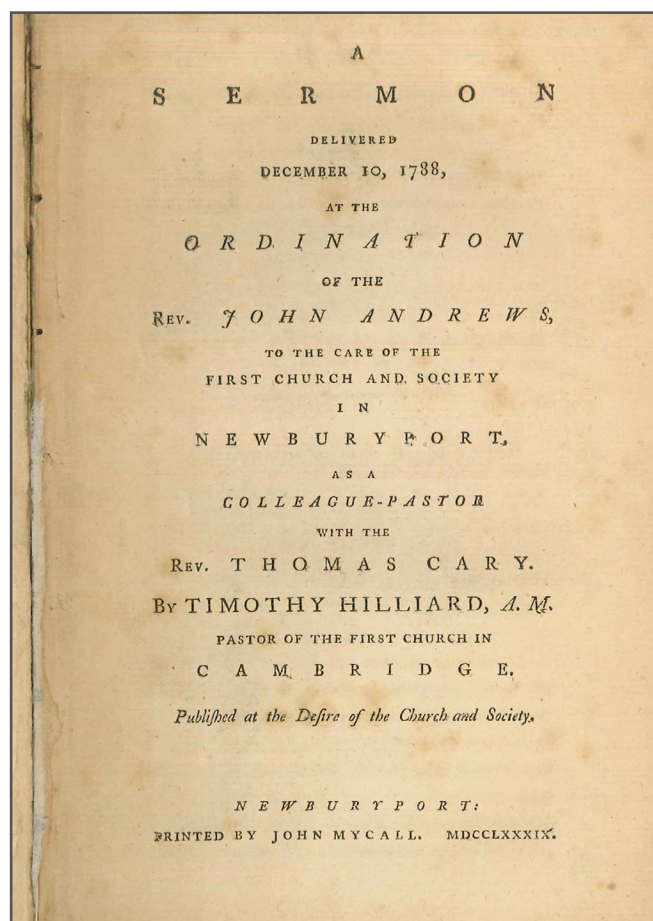 A
SERMON
DELIVERED
DECEMBER 10, 1788,
AT THE
ORDINATION
OF THE
REV. JOHN ANDREWS,
TO THE CARE OF THE
FIRST CHURCH AND SOCIETY
IN
NEWBURYPORT,
AS A
COLLEAGUE-PASTOR
WITH THE
REV. THOMAS CARY.
BY TIMOTHY HILLIARD, A. M.
PASTOR OF THE FIRST CHURCH IN
CAMBRIDGE.
Publiſhed at the Deſire of the Church and Society.
NEWBURYPORT:
PRINTED BY JOHN MYCALL. MDCCLXXXIX.